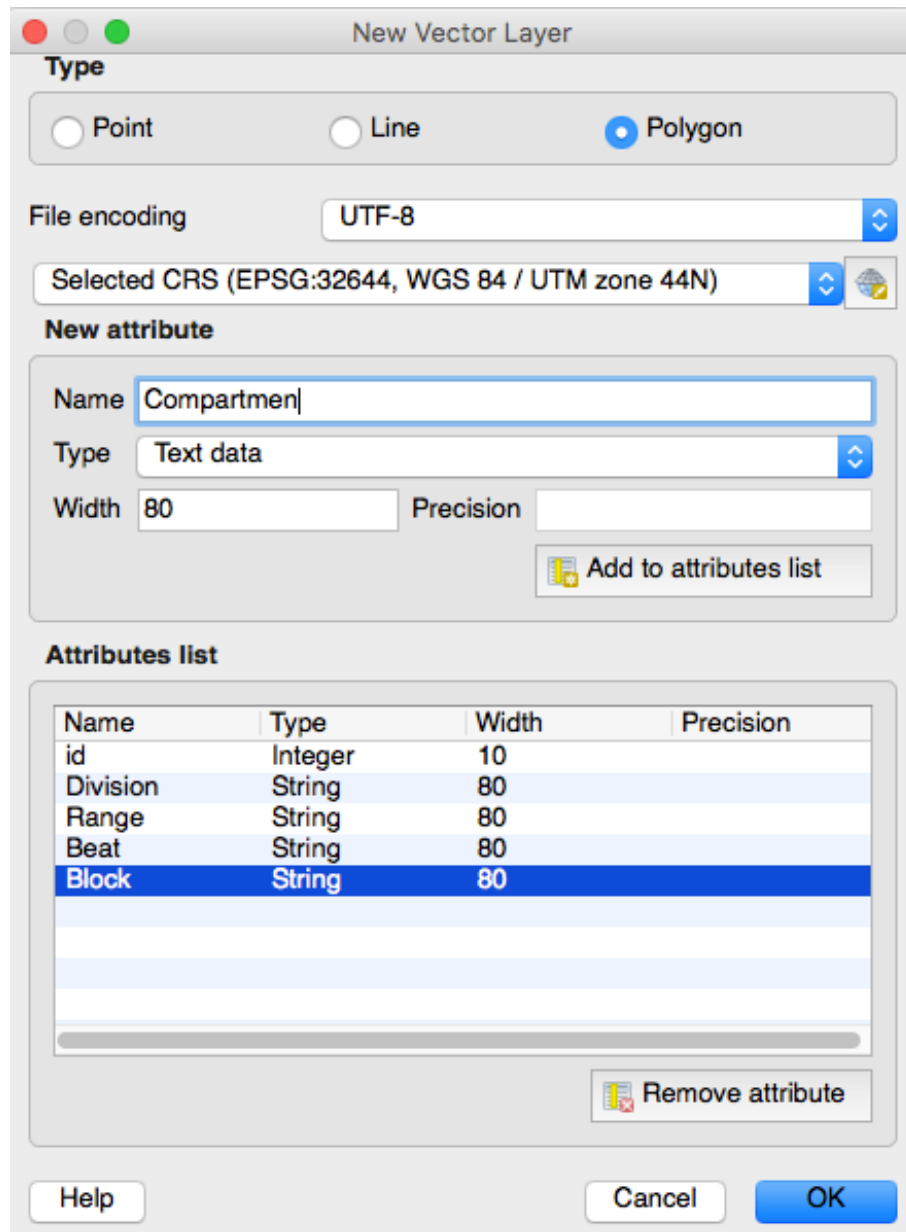 New Vector Layer
Type
Point Line Polygon
File encoding UTF-8
Selected CRS (EPSG:32644, WGS 84 / UTM zone 44N)
New attribute
Name Compartmen
Type Text data
Width 80 Precision
Add to attributes list
Attributes list
Name Type Width Precision
id Integer 10
Division String 80
Range String 80
Beat String 80
Block String 80
Remove attribute
Help Cancel OK